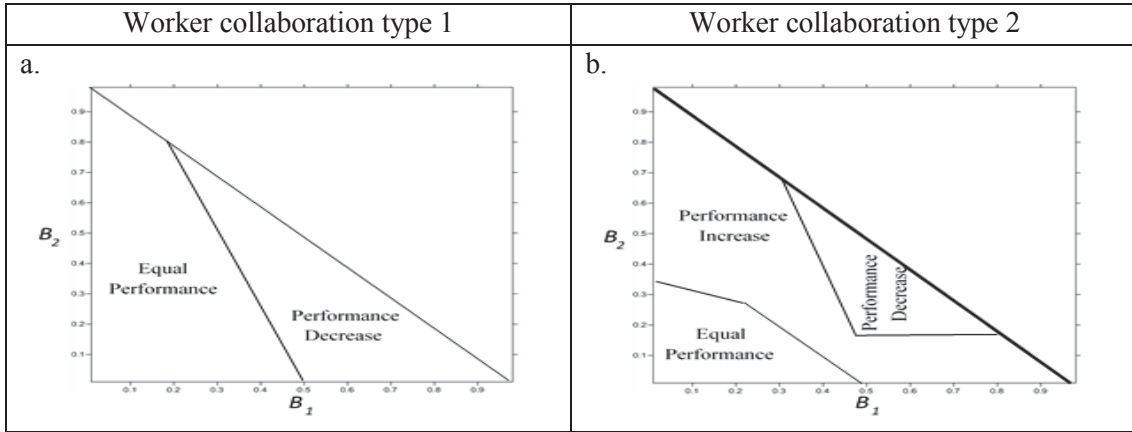 Worker collaboration type 1
Worker collaboration type 2
a.
0.9
0.8
0.7
0.6
0.5
0.4
0.3
0.2
0.1
B2
Equal
Performance
Performance
Decrease
0.1 0.2 0.3 0.4 0.5 0.6 0.7 0.8 0.9
B1
b.
0.9
0.8
0.7
0.6
0.5
0.4
0.3
0.2
0.1
B2
Performance
Increase
Performance
Decrease
Equal
Performance
0.1 0.2 0.3 0.4 0.5 0.6 0.7 0.8 0.9
B1